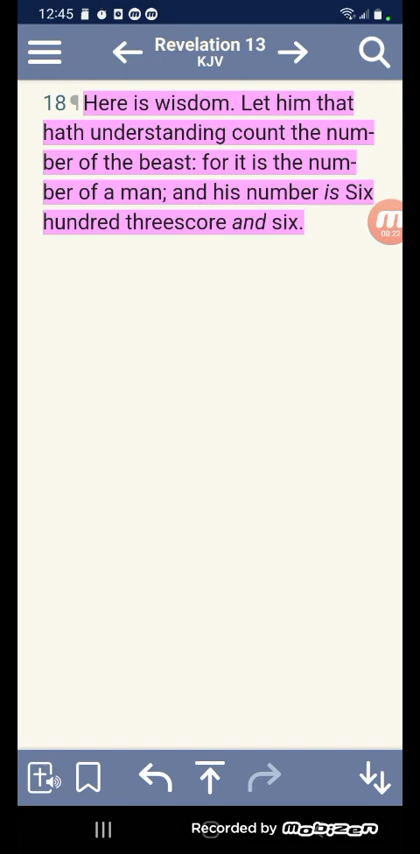 12:45
Revelation 13
KJV
18 ¶ Here is wisdom. Let him that
hath understanding count the num-
ber of the beast: for it is the num-
ber of a man; and his number is Six
hundred threescore and six.
08:22
Recorded by mobizen